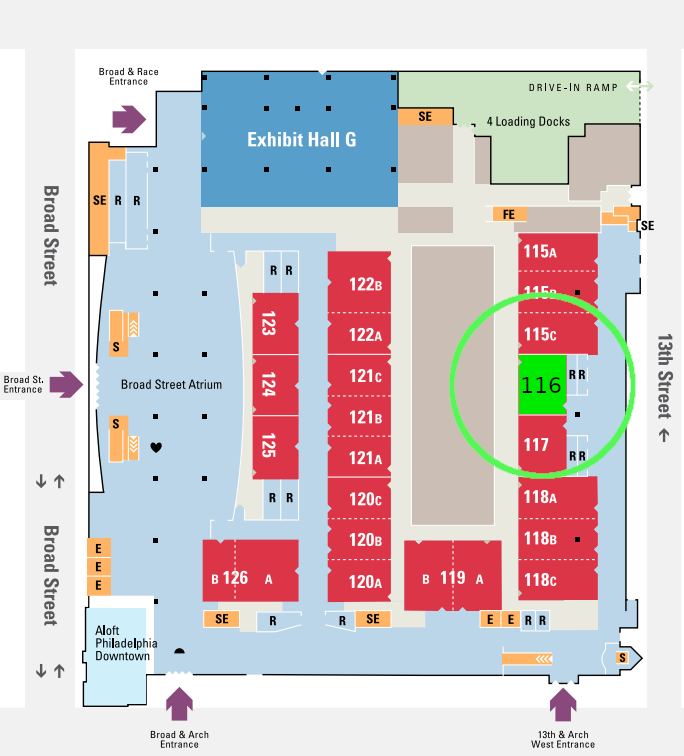 Broad & Race
Entrance
DRIVE-IN RAMP
4 Loading Docks
SE
Exhibit Hall G
Broad Street
SE
R
R
FE
SE
115A
115B
115C
R R
122B
122A
123
S
Broad St.
Entrance
Broad Street Atrium
124
121C
116
R R
13th Street
S
125
121B
121A
117
R R
R R
120C
118A
Broad Street
E
E
E
120B
118B
B 126 A
120A
B 119 A
118C
SE
R
R
SE
E E R R
Aloft
Philadelphia
Downtown
S
Broad & Arch
Entrance
13th & Arch
West Entrance